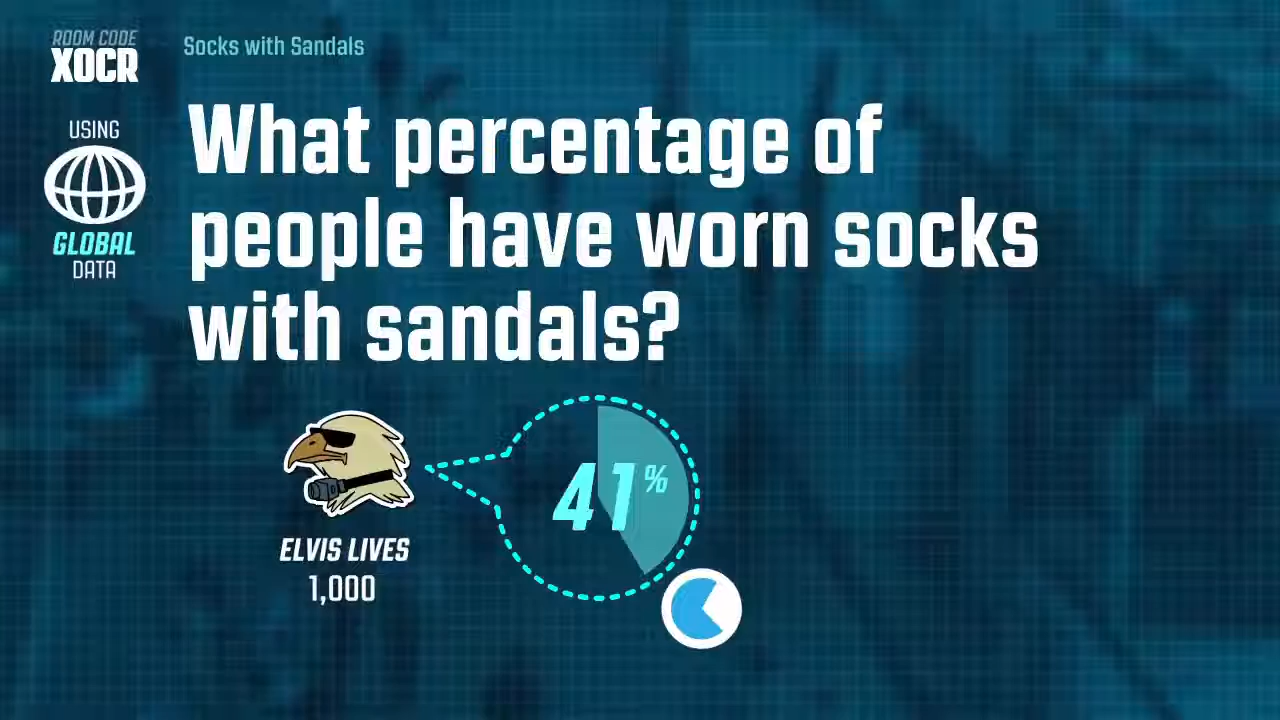 ROOM CODE
XOCR
Socks with Sandals
USING
GLOBAL
DATA
What percentage of
people have worn socks
with sandals?
41%
ELVIS LIVES
1,000